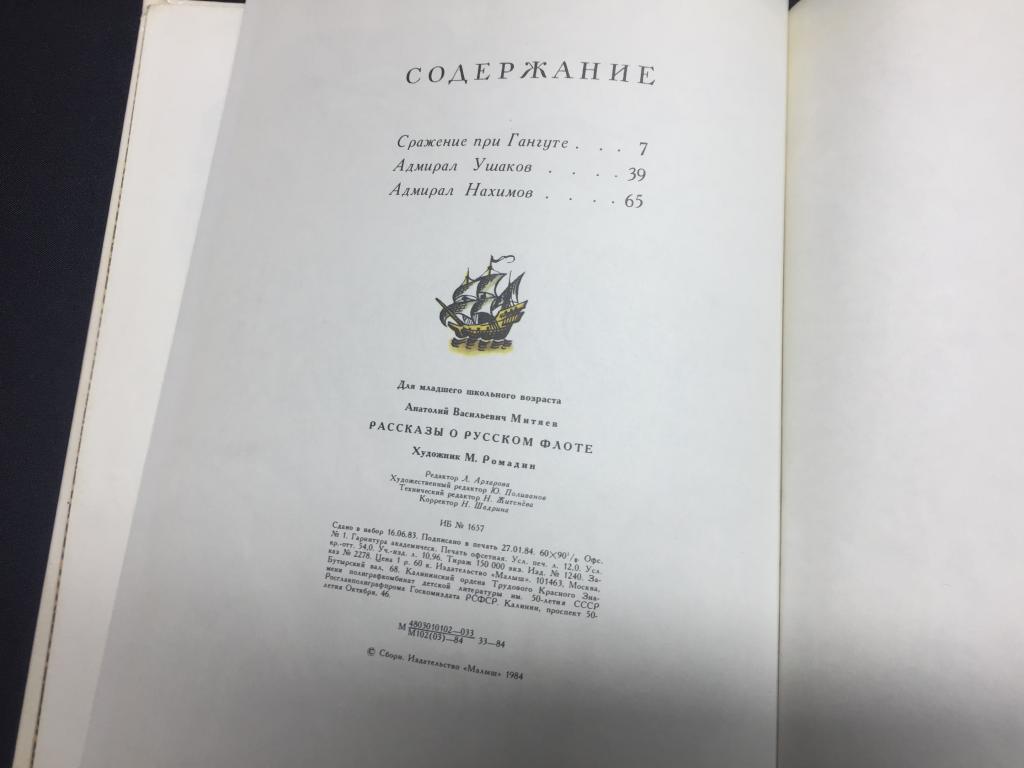 СОДЕРЖАНИЕ
Сражение при Гангуте . . . 7
Адмирал Ушаков . . . . 39
Адмирал Нахимов . . . . 65
Для младшего школьного возраста
Анатолий Васильевич Митяев
РАССКАЗЫ О РУССКОМ ФЛОТЕ
Художник М. Ромадин
Редактор Л. Архарова
Художественный редактор Ю. Поливанов
Технический редактор Н. Житенёва
Корректор Н. Шадрина
ИБ № 1657
Сдано в набор 16.06.83. Подписано в печать 27.01.84. 60×90¹/₈ Офс.
№ 1. Гарнитура академическ. Печать офсетная. Усл. печ. л. 12,0. Усл.
кр.-отт. 54,0. Уч.-изд. л. 10,96. Тираж 150 000 экз. Изд. № 1240. За-
каз № 2278. Цена 1 р. 60 к. Издательство «Малыш». 101463, Москва,
Бутырский вал, 68. Калининский ордена Трудового Красного Зна-
мени полиграфкомбинат детской литературы им. 50-летия СССР
Росглавполиграфпрома Госкомиздата РСФСР. Калинин, проспект 50-
летия Октября, 46.
М 4803010102—033
М102(03)—84 33—84
© Сборн. Издательство «Малыш» 1984